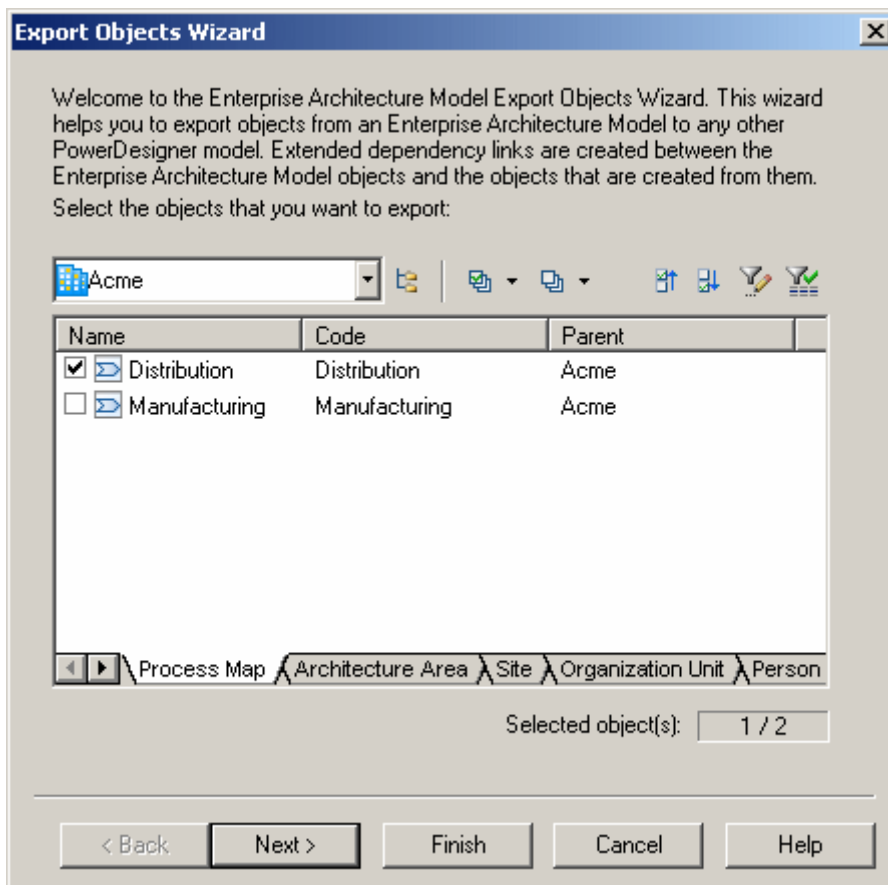 Export Objects Wizard
Welcome to the Enterprise Architecture Model Export Objects Wizard. This wizard
helps you to export objects from an Enterprise Architecture Model to any other
PowerDesigner model. Extended dependency links are created between the
Enterprise Architecture Model objects and the objects that are created from them.
Select the objects that you want to export:
Acme
Name Code Parent
Distribution Distribution Acme
Manufacturing Manufacturing Acme
Process Map Architecture Area Site Organization Unit Person
Selected object(s): 1 / 2
< Back Next > Finish Cancel Help